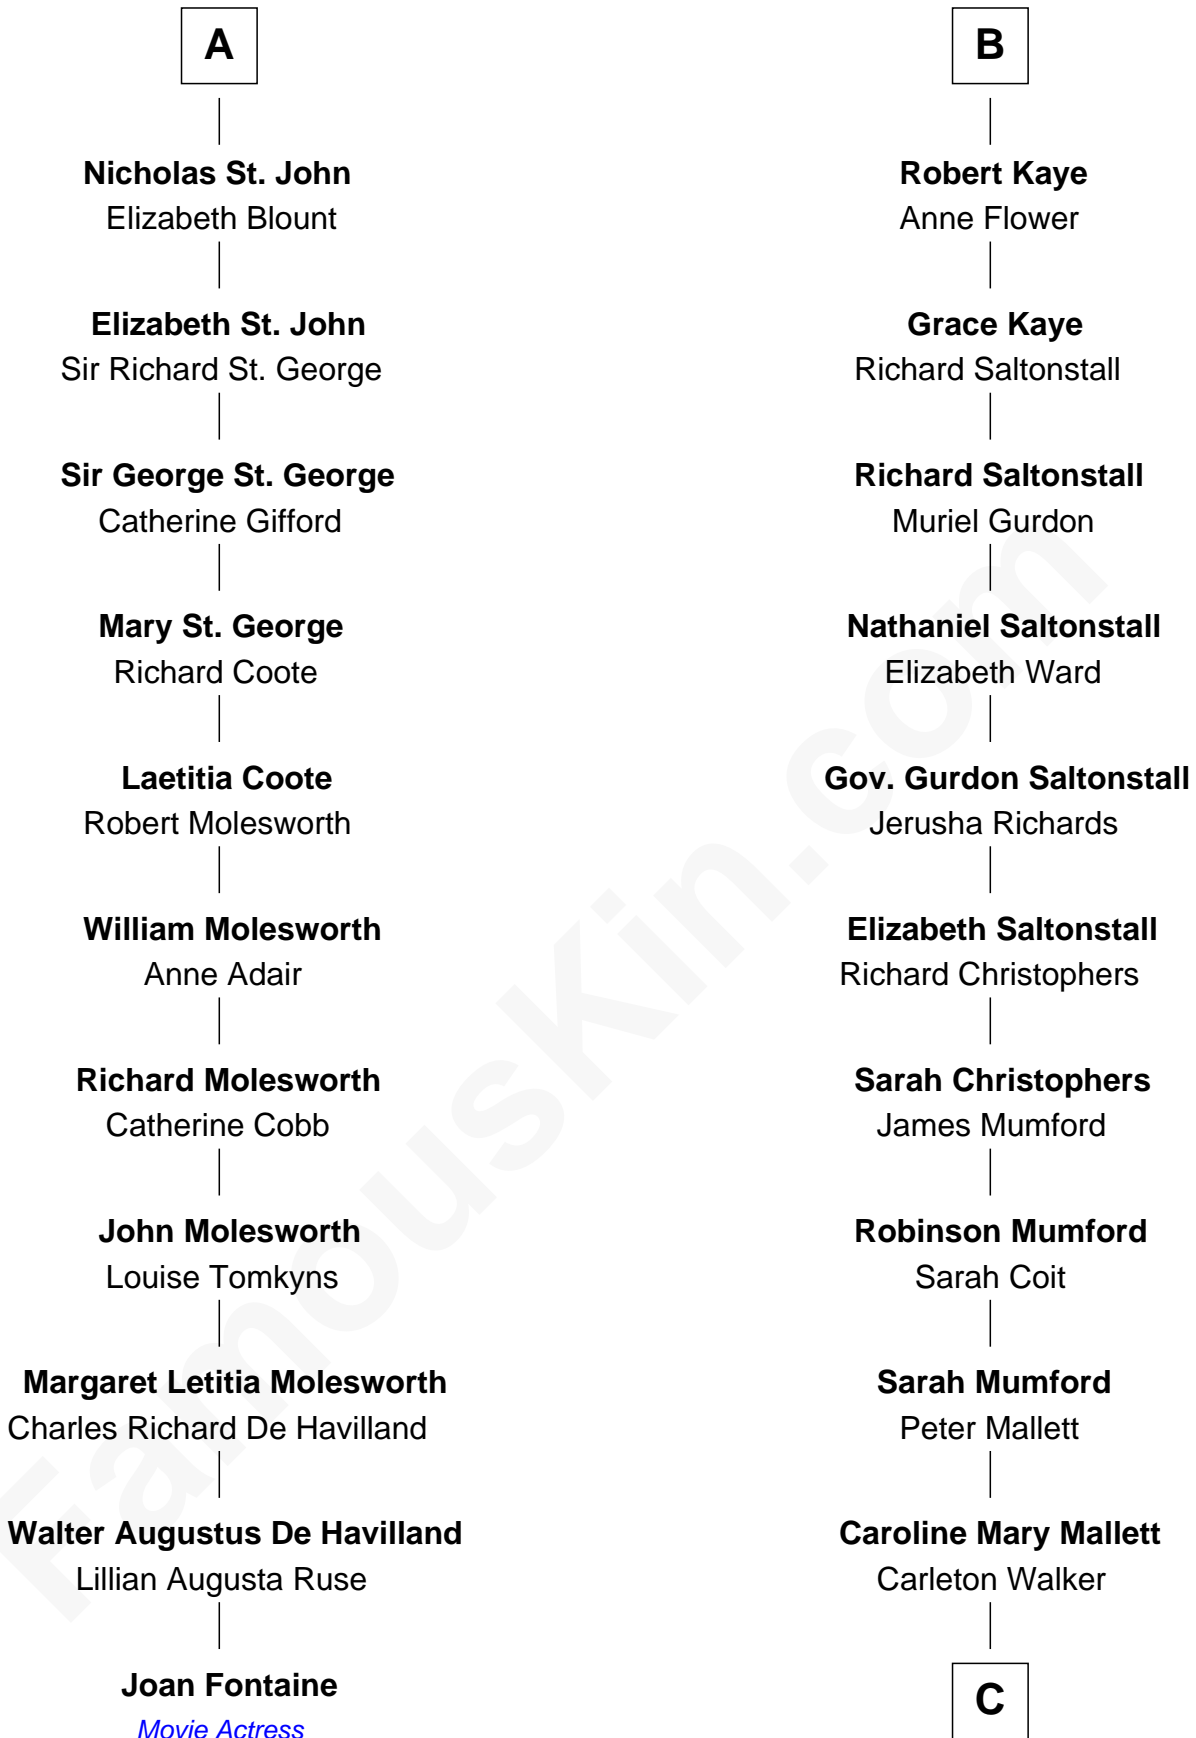 A
Nicholas St. John
Elizabeth Blount
Elizabeth St. John
Sir Richard St. George
Sir George St. George
Catherine Gifford
Mary St. George
Richard Coote
Laetitia Coote
Robert Molesworth
William Molesworth
Anne Adair
Richard Molesworth
Catherine Cobb
John Molesworth
Louise Tomkyns
Margaret Letitia Molesworth
Charles Richard De Havilland
Walter Augustus De Havilland
Lillian Augusta Ruse
Joan Fontaine
Movie Actress
B
Robert Kaye
Anne Flower
Grace Kaye
Richard Saltonstall
Richard Saltonstall
Muriel Gurdon
Nathaniel Saltonstall
Elizabeth Ward
Gov. Gurdon Saltonstall
Jerusha Richards
Elizabeth Saltonstall
Richard Christophers
Sarah Christophers
James Mumford
Robinson Mumford
Sarah Coit
Sarah Mumford
Peter Mallett
Caroline Mary Mallett
Carleton Walker
C
FamousKin.com